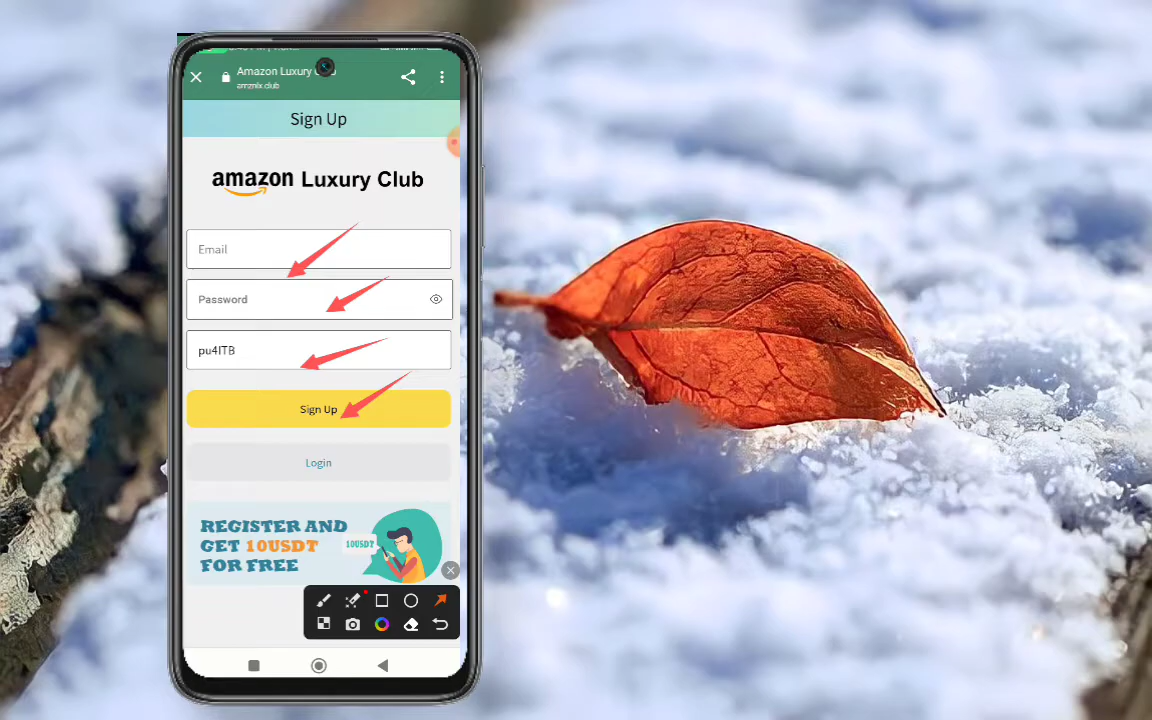 Amazon Luxury
Sign Up
amazon Luxury Club
Email
Password
pu4ITB
Sign Up
Login
REGISTER AND
GET 10USDT
10USDT
FOR FREE